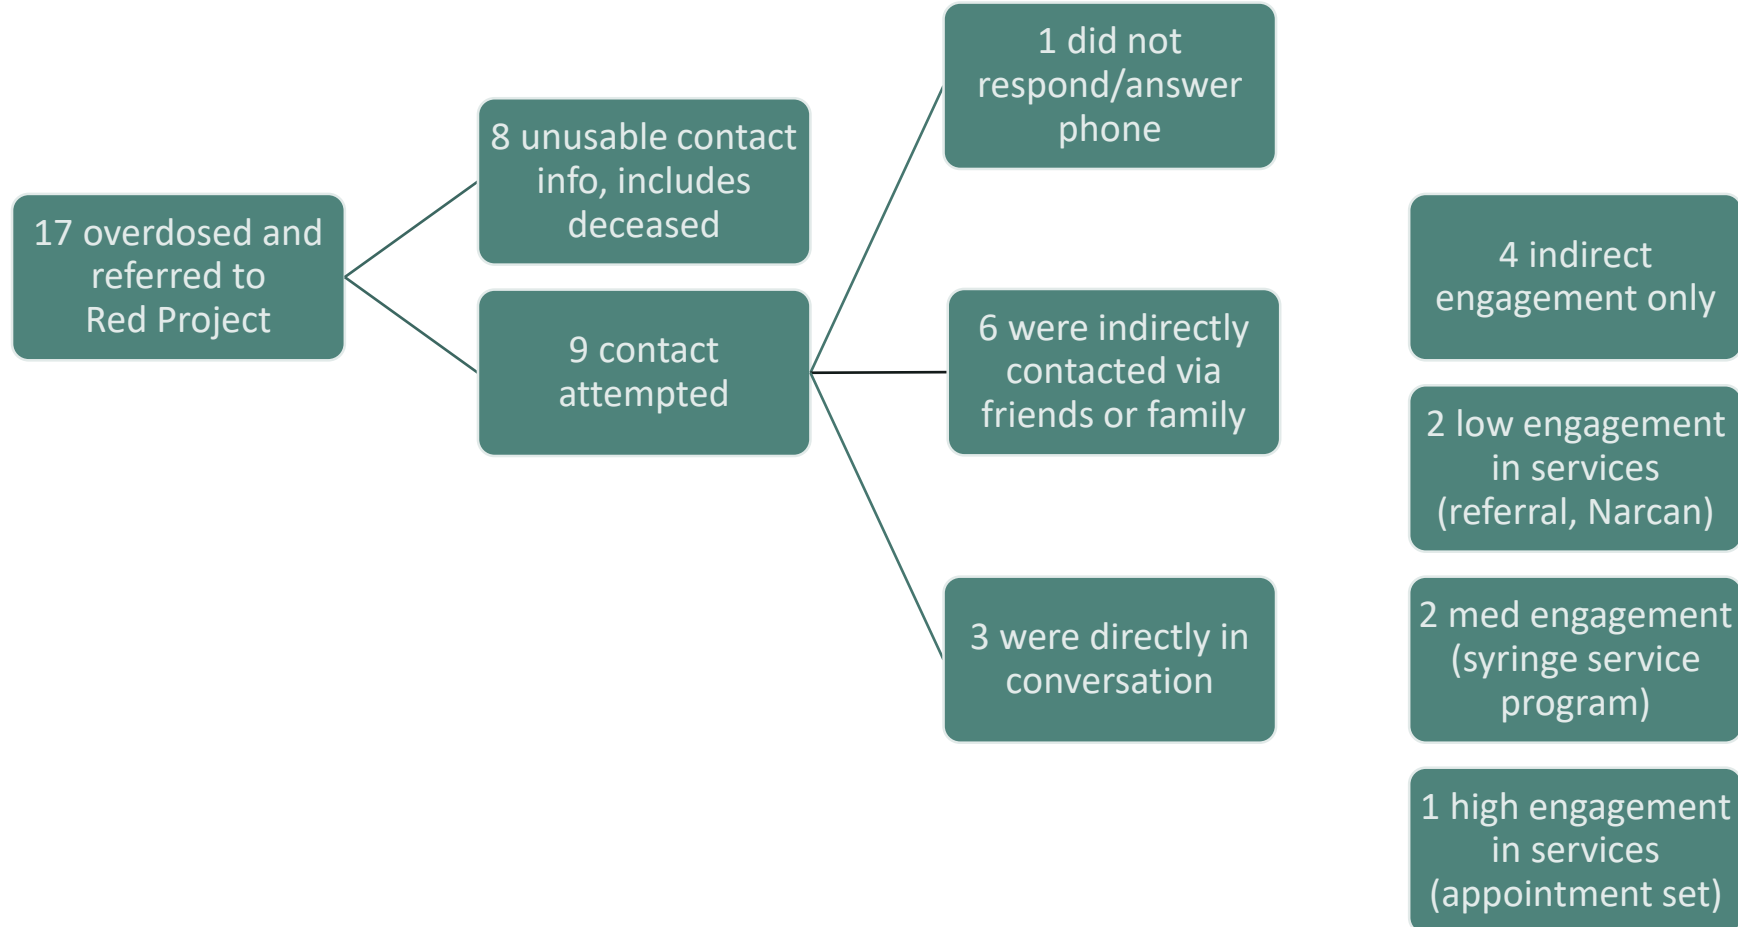 17 overdosed and
referred to
Red Project
8 unusable contact
info, includes
deceased
9 contact
attempted
1 did not
respond/answer
phone
6 were indirectly
contacted via
friends or family
3 were directly in
conversation
4 indirect
engagement only
2 low engagement
in services
(referral, Narcan)
2 med engagement
(syringe service
program)
1 high engagement
in services
(appointment set)